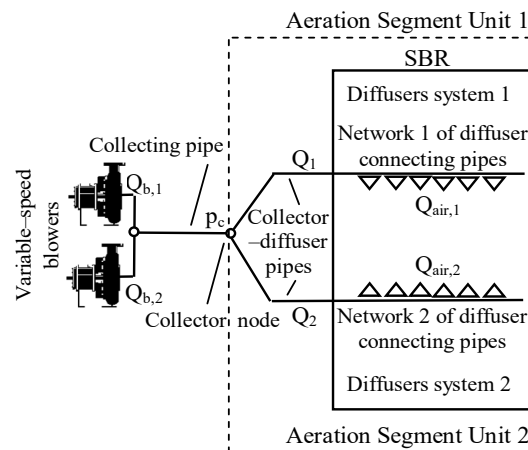 Aeration Segment Unit 1
SBR
Diffusers system 1
Network 1 of diffuser
connecting pipes
Collecting pipe
Q1
Qb,1
Qair,1
Variable–speed
blowers
pc
Collector
–diffuser
pipes
Qair,2
Qb,2
Collector node
Q2
Network 2 of diffuser
connecting pipes
Diffusers system 2
Aeration Segment Unit 2